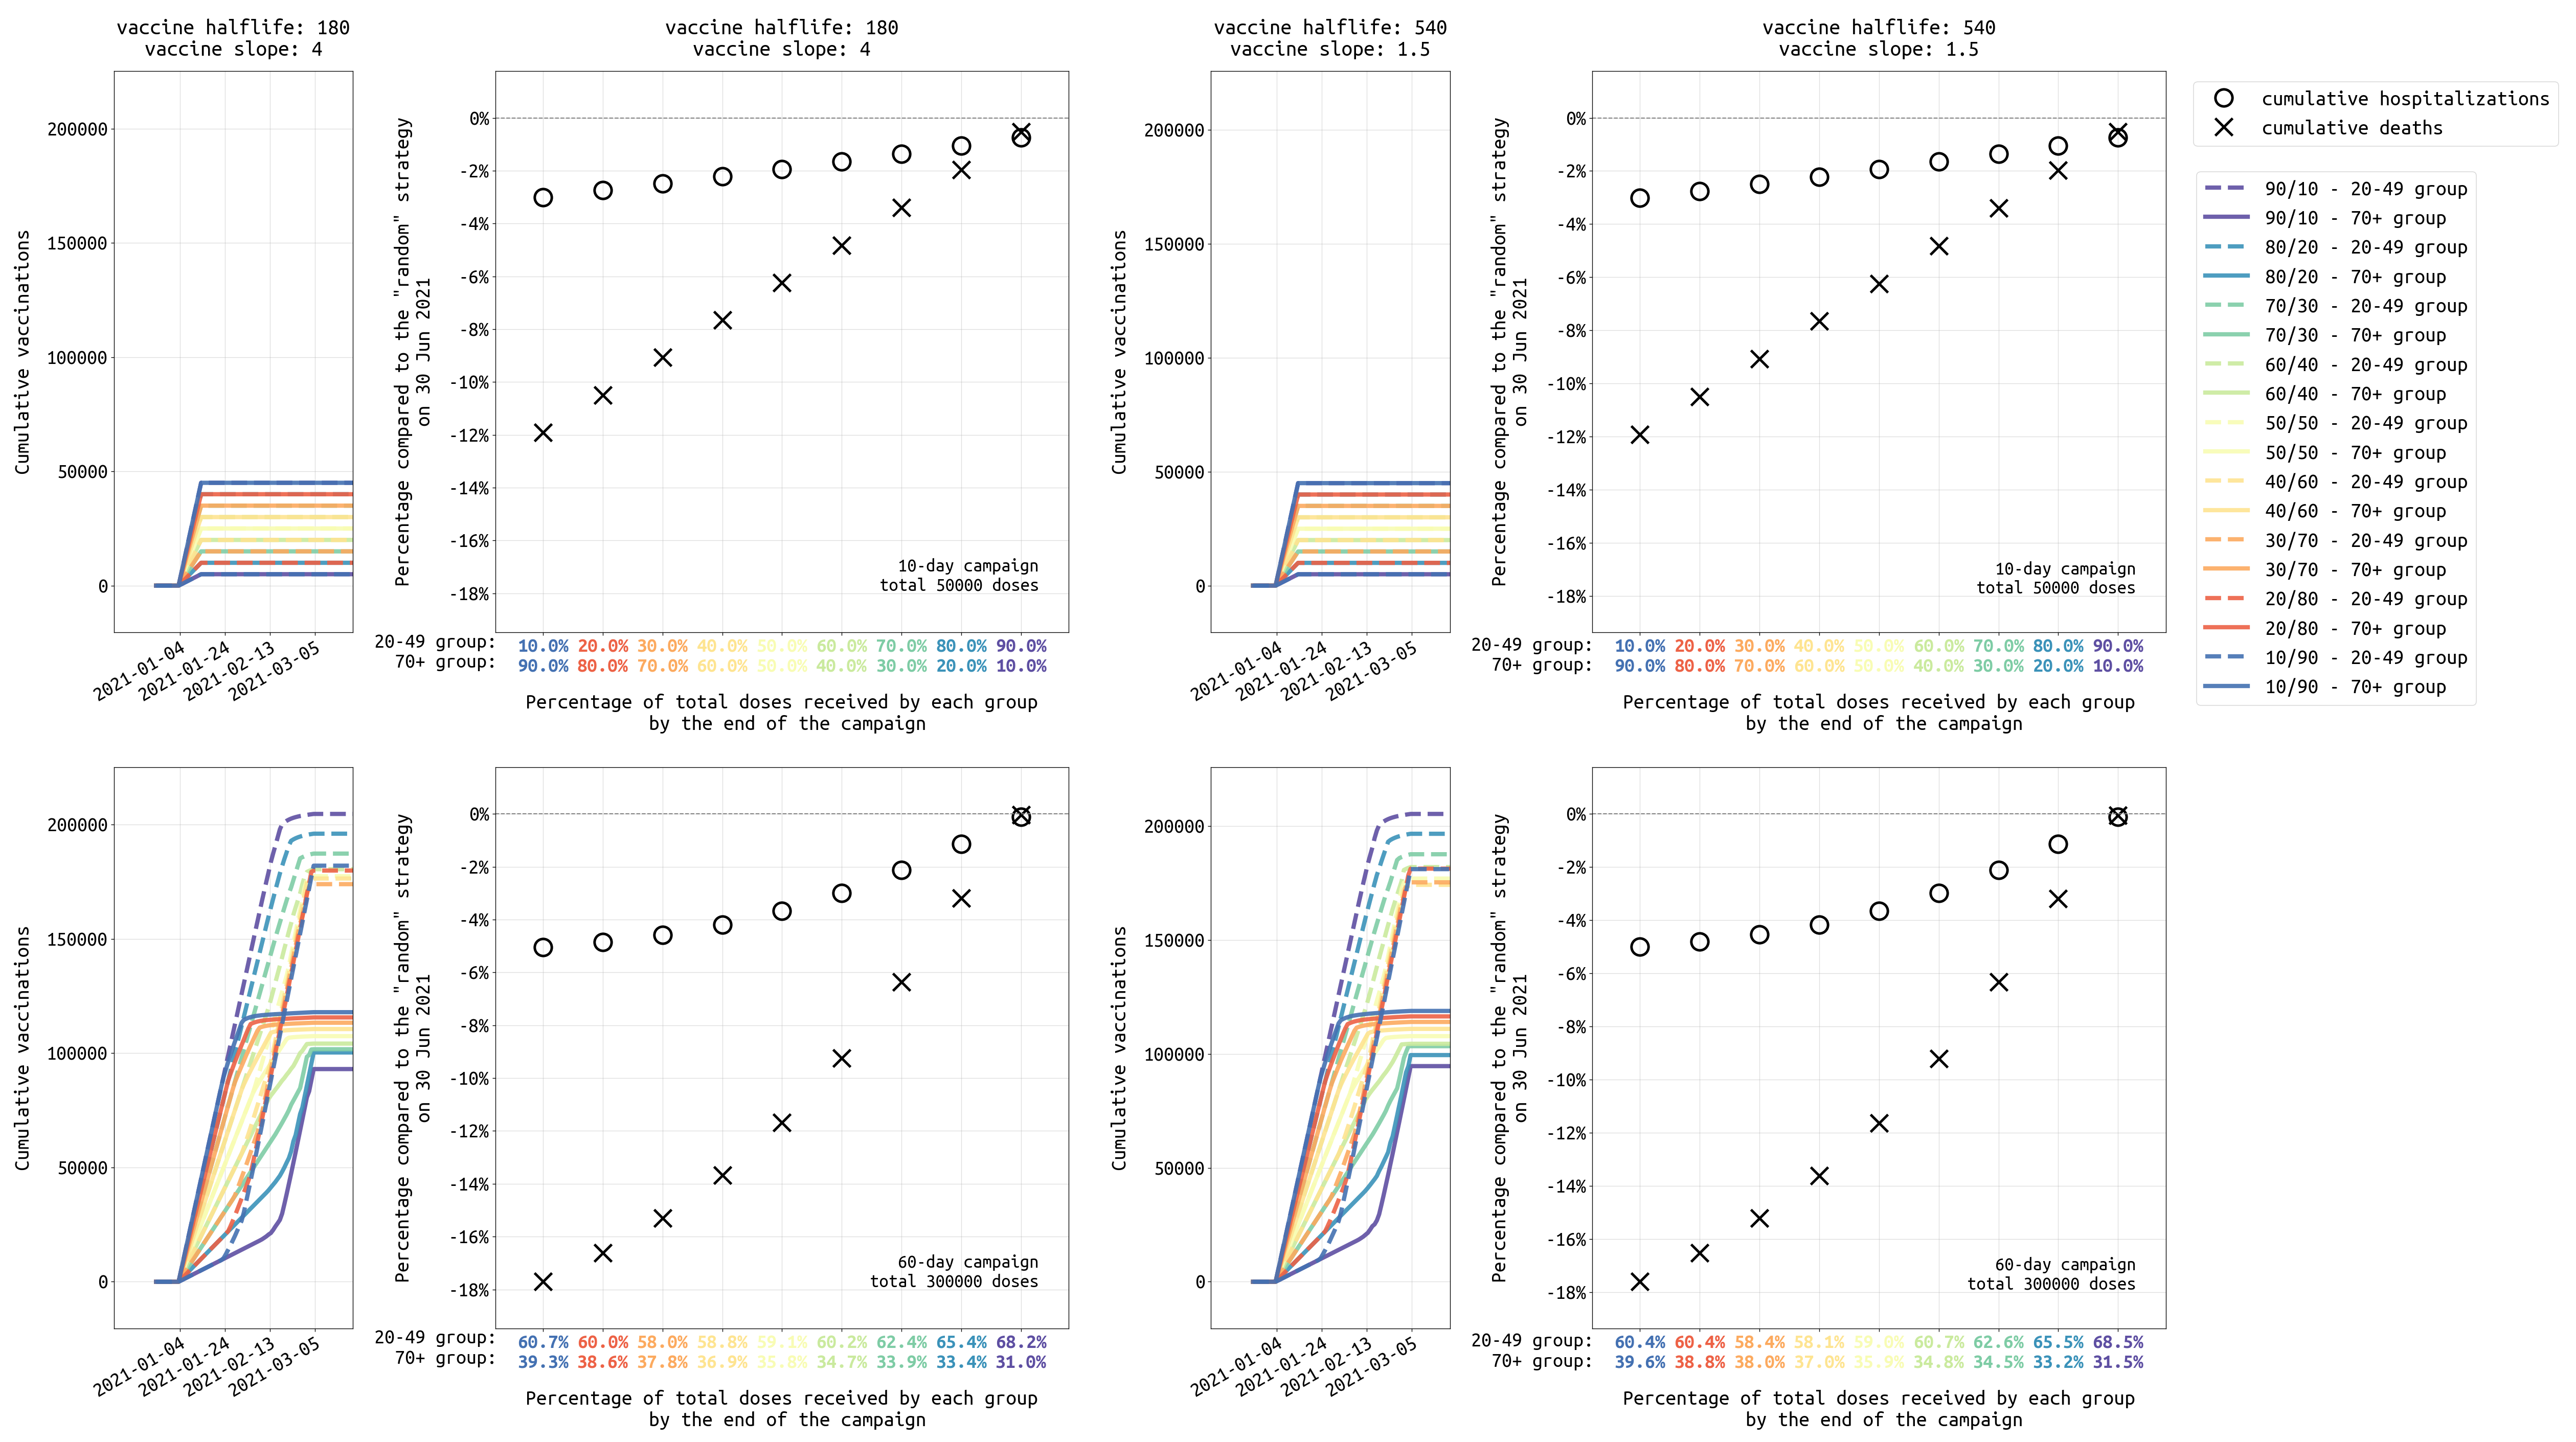 vaccine halflife: 180
vaccine slope: 4
Cumulative vaccinations
200000
150000
100000
50000
0
2021-01-04
2021-01-24
2021-02-13
2021-03-05
vaccine halflife: 180
vaccine slope: 4
Percentage compared to the "random" strategy
on 30 Jun 2021
0%
-2%
-4%
-6%
-8%
-10%
-12%
-14%
-16%
-18%
10-day campaign
total 50000 doses
20-49 group: 10.0% 20.0% 30.0% 40.0% 50.0% 60.0% 70.0% 80.0% 90.0%
70+ group: 90.0% 80.0% 70.0% 60.0% 50.0% 40.0% 30.0% 20.0% 10.0%
Percentage of total doses received by each group
by the end of the campaign
vaccine halflife: 540
vaccine slope: 1.5
Cumulative vaccinations
200000
150000
100000
50000
0
2021-01-04
2021-01-24
2021-02-13
2021-03-05
vaccine halflife: 540
vaccine slope: 1.5
Percentage compared to the "random" strategy
on 30 Jun 2021
0%
-2%
-4%
-6%
-8%
-10%
-12%
-14%
-16%
-18%
10-day campaign
total 50000 doses
20-49 group: 10.0% 20.0% 30.0% 40.0% 50.0% 60.0% 70.0% 80.0% 90.0%
70+ group: 90.0% 80.0% 70.0% 60.0% 50.0% 40.0% 30.0% 20.0% 10.0%
Percentage of total doses received by each group
by the end of the campaign
cumulative hospitalizations
cumulative deaths
90/10 - 20-49 group
90/10 - 70+ group
80/20 - 20-49 group
80/20 - 70+ group
70/30 - 20-49 group
70/30 - 70+ group
60/40 - 20-49 group
60/40 - 70+ group
50/50 - 20-49 group
50/50 - 70+ group
40/60 - 20-49 group
40/60 - 70+ group
30/70 - 20-49 group
30/70 - 70+ group
20/80 - 20-49 group
20/80 - 70+ group
10/90 - 20-49 group
10/90 - 70+ group
Cumulative vaccinations
200000
150000
100000
50000
0
2021-01-04
2021-01-24
2021-02-13
2021-03-05
Percentage compared to the "random" strategy
on 30 Jun 2021
0%
-2%
-4%
-6%
-8%
-10%
-12%
-14%
-16%
-18%
60-day campaign
total 300000 doses
20-49 group: 60.7% 60.0% 58.0% 58.8% 59.1% 60.2% 62.4% 65.4% 68.2%
70+ group: 39.3% 38.6% 37.8% 36.9% 35.8% 34.7% 33.9% 33.4% 31.0%
Percentage of total doses received by each group
by the end of the campaign
Cumulative vaccinations
200000
150000
100000
50000
0
2021-01-04
2021-01-24
2021-02-13
2021-03-05
Percentage compared to the "random" strategy
on 30 Jun 2021
0%
-2%
-4%
-6%
-8%
-10%
-12%
-14%
-16%
-18%
60-day campaign
total 300000 doses
20-49 group: 60.4% 60.4% 58.4% 58.1% 59.0% 60.7% 62.6% 65.5% 68.5%
70+ group: 39.6% 38.8% 38.0% 37.0% 35.9% 34.8% 34.5% 33.2% 31.5%
Percentage of total doses received by each group
by the end of the campaign